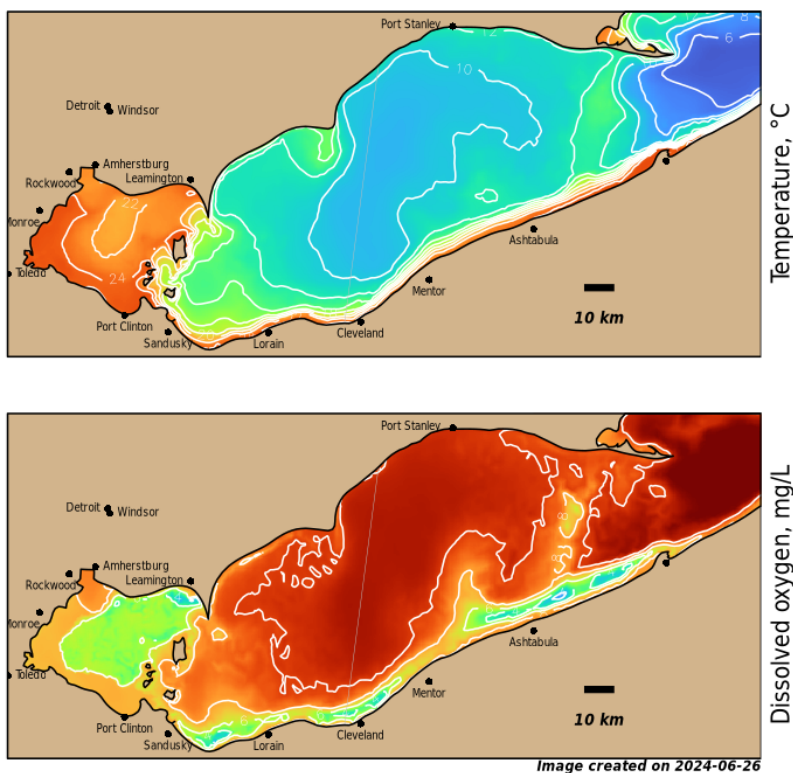 Port Stanley
12
8
6
10
Detroit
Windsor
Amherstburg
Rockwood
Leamington
22
Monroe
24
Toledo
Ashtabula
Mentor
10 km
Port Clinton
Cleveland
Sandusky
Lorain
Temperature, °C
Port Stanley
8
Detroit
Windsor
Amherstburg
Rockwood
Leamington
Monroe
Ashtabula
Toledo
Mentor
10 km
6
Port Clinton
Cleveland
Sandusky
Lorain
Dissolved oxygen, mg/L
Image created on 2024-06-26